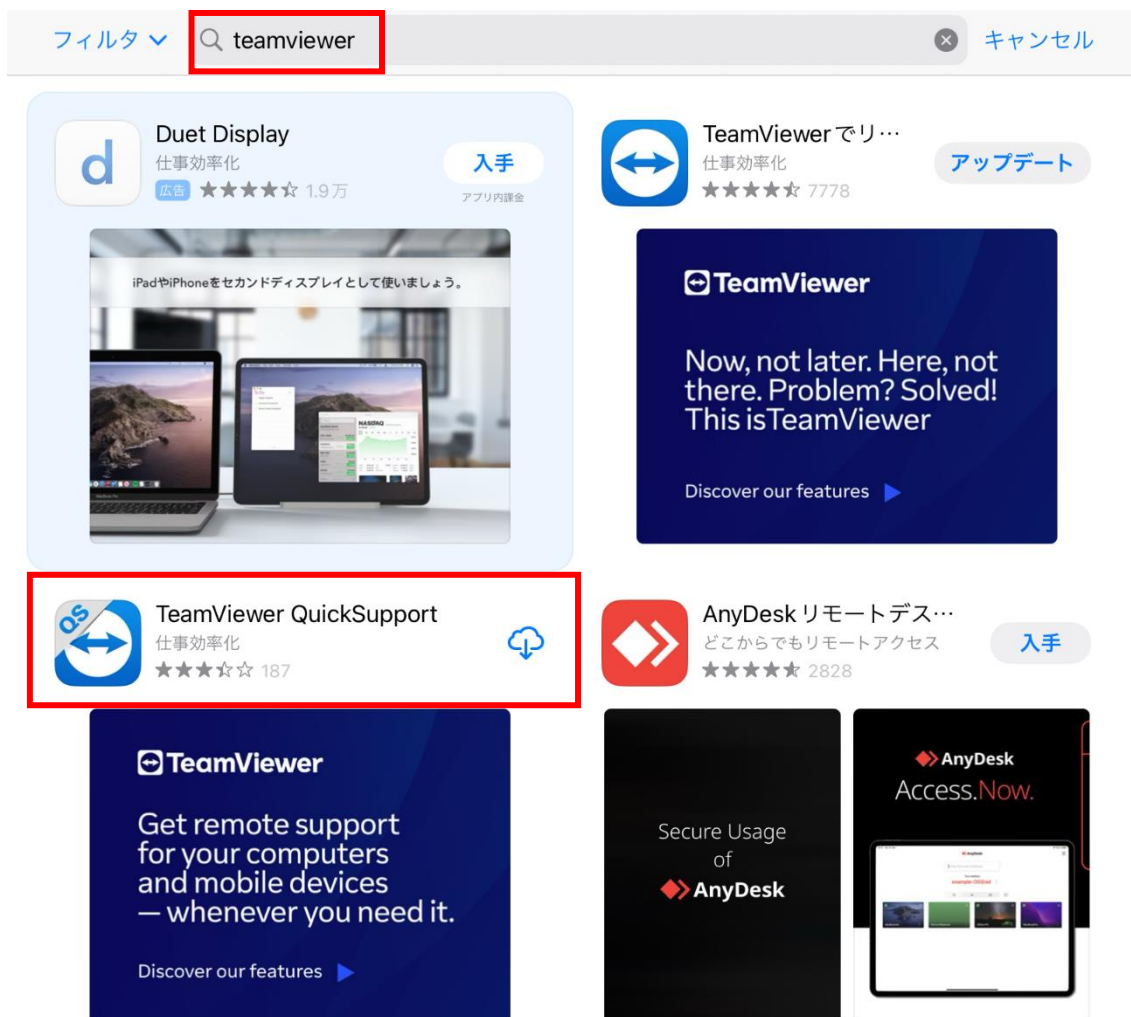 フィルタ
teamviewer
キャンセル
Duet Display
仕事効率化
広告 1.9万
入手
アプリ内課金
iPadやiPhoneをセカンドディスプレイとして使いましょう。
TeamViewerでリ…
仕事効率化
7778
アップデート
TeamViewer
Now, not later. Here, not
there. Problem? Solved!
This isTeamViewer
Discover our features
QS
TeamViewer QuickSupport
仕事効率化
187
TeamViewer
Get remote support
for your computers
and mobile devices
— whenever you need it.
Discover our features
AnyDeskリモートデス…
どこからでもリモートアクセス
2828
入手
Secure Usage
of
AnyDesk
AnyDesk
Access.Now.